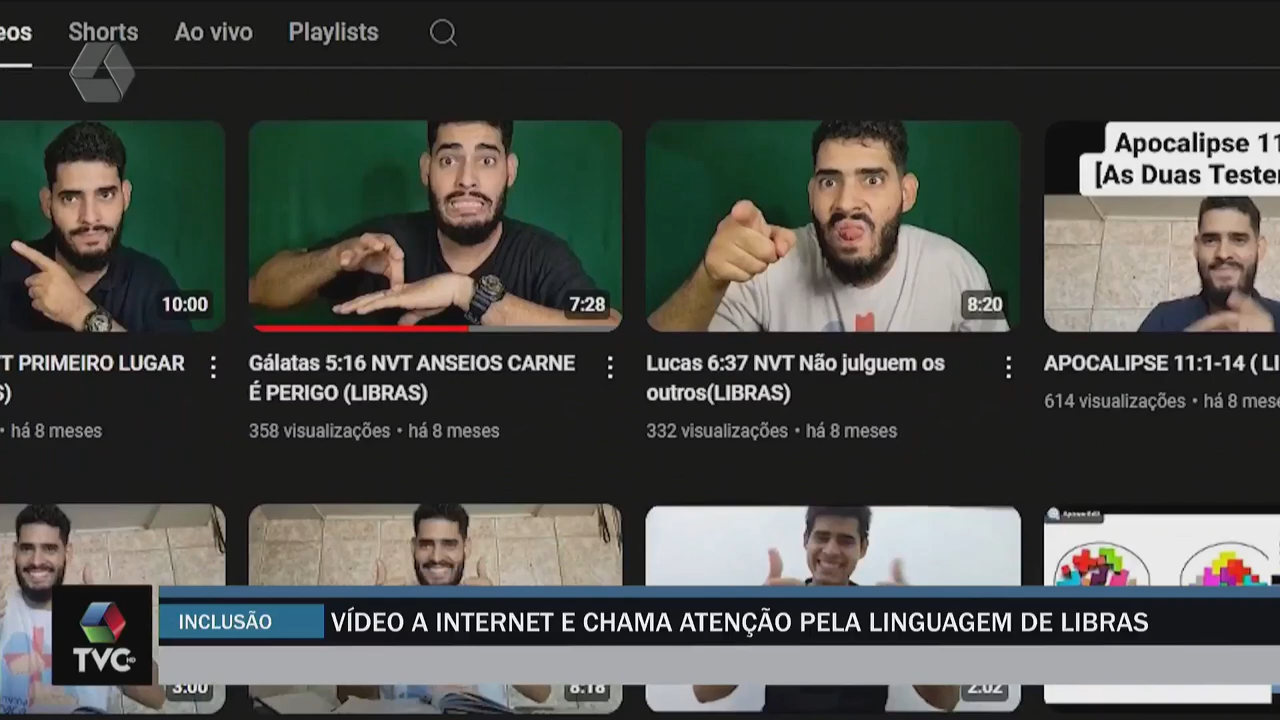 eos Shorts Ao vivo Playlists
Apocalipse 11
[As Duas Tester
10:00
7:28
8:20
T PRIMEIRO LUGAR
S)
• há 8 meses
Gálatas 5:16 NVT ANSEIOS CARNE
É PERIGO (LIBRAS)
358 visualizações • há 8 meses
Lucas 6:37 NVT Não julguem os
outros(LIBRAS)
332 visualizações • há 8 meses
APOCALIPSE 11:1-14 ( LI
614 visualizações • há 8 mese
INCLUSÃO
VÍDEO A INTERNET E CHAMA ATENÇÃO PELA LINGUAGEM DE LIBRAS
TVC HD
3:00
8:18
2:02